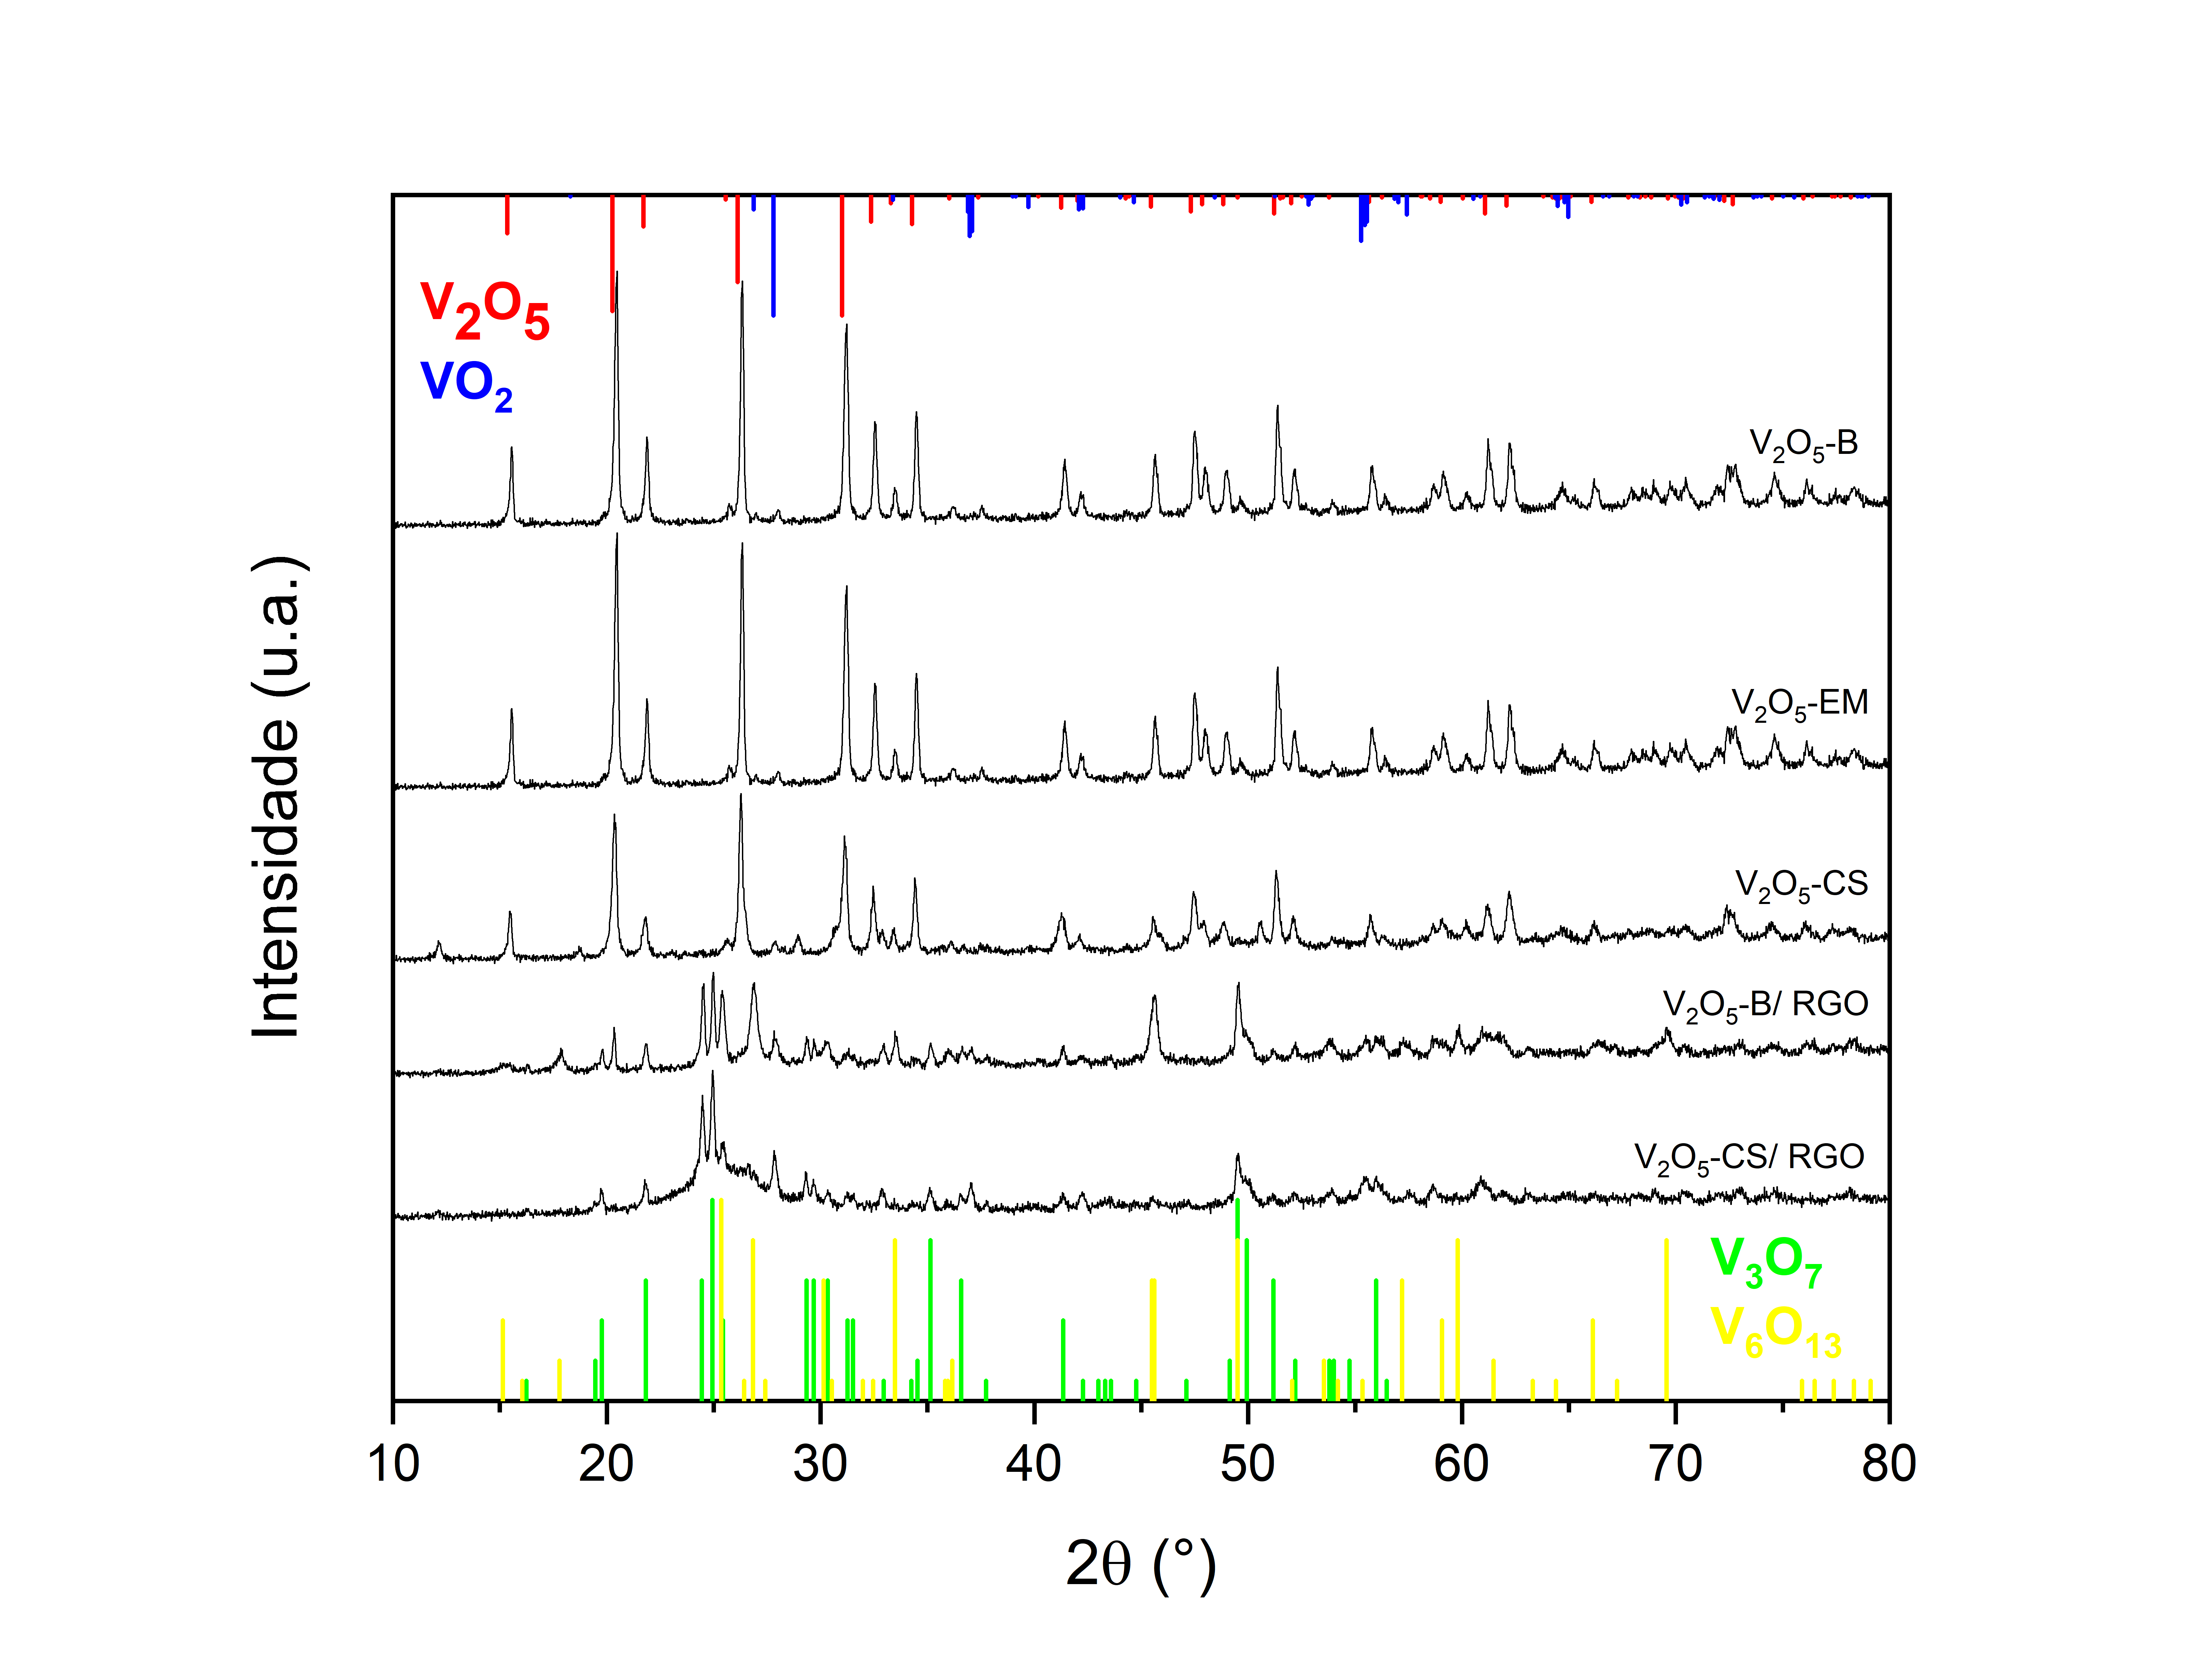 V₂O₅
VO₂
V₂O₅-B
V₂O₅-EM
V₂O₅-CS
V₂O₅-B/ RGO
V₂O₅-CS/ RGO
V₃O₇
V₆O₁₃
Intensidade (u.a.)
10 20 30 40 50 60 70 80
2θ (°)